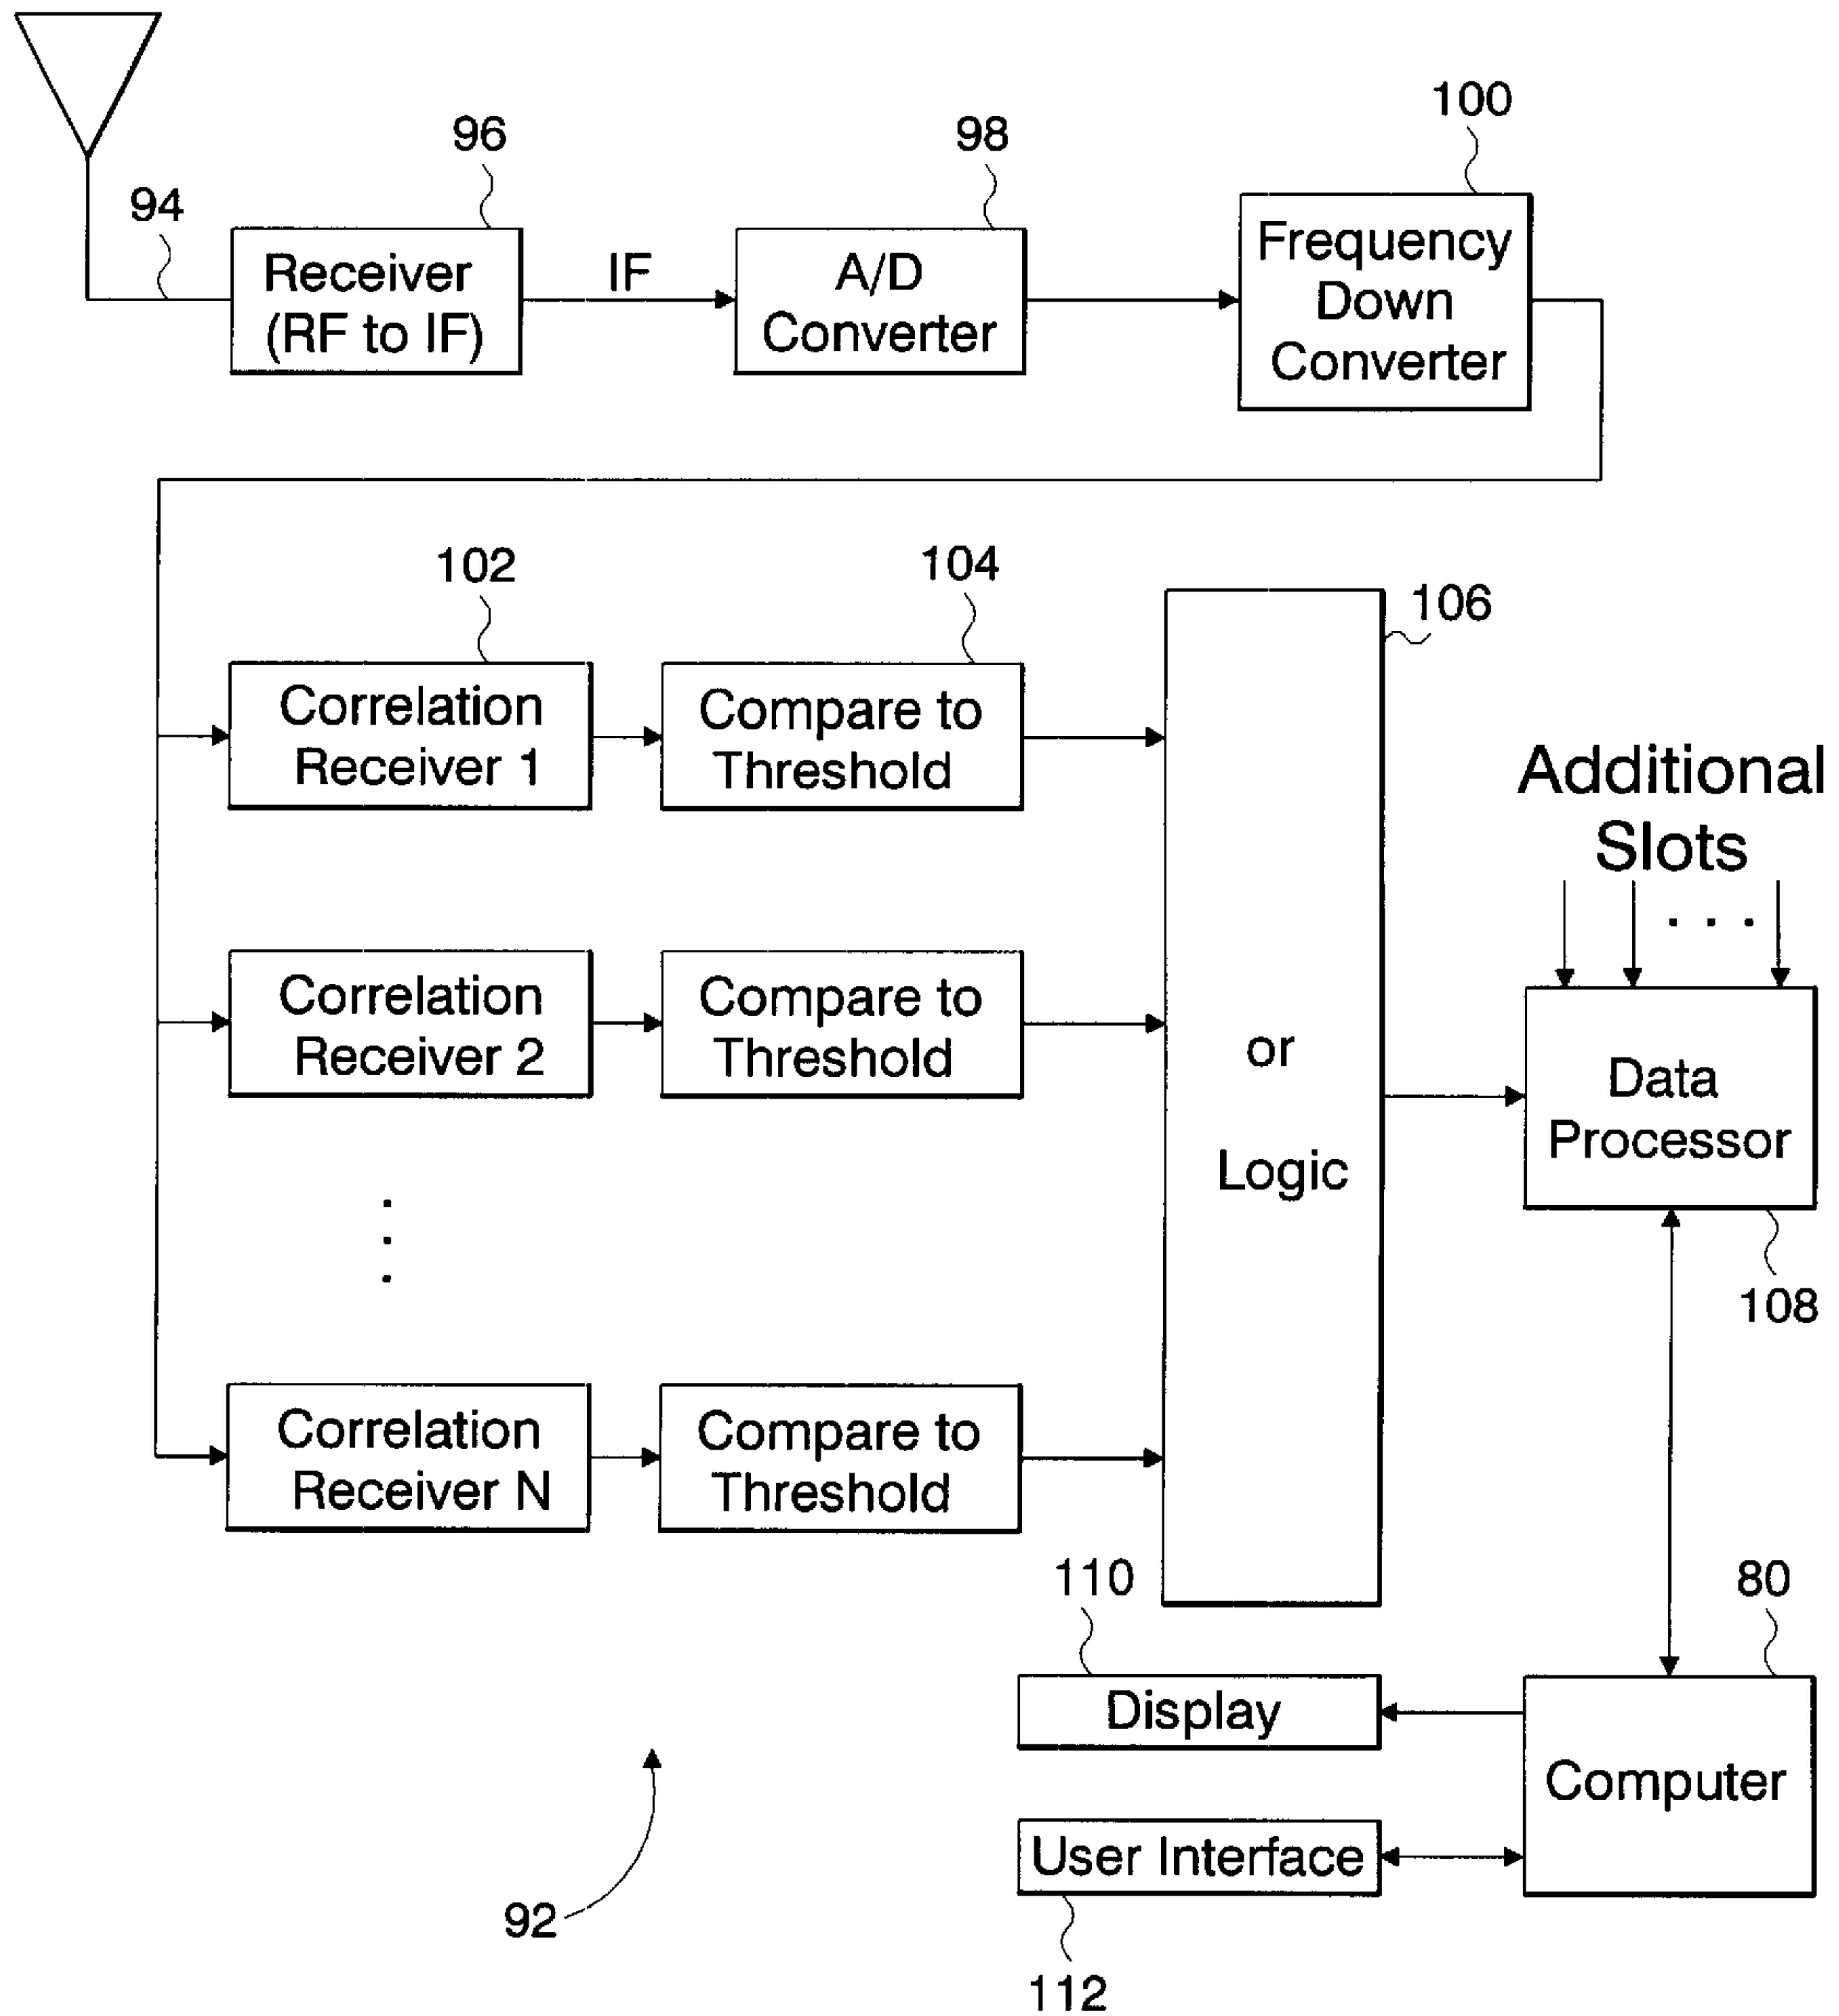 100
96
98
94
Receiver
(RF to IF)
IF
A/D
Converter
Frequency
Down
Converter
102
104
106
Correlation
Receiver 1
Compare to
Threshold
Additional
Slots
. . .
Correlation
Receiver 2
Compare to
Threshold
or
Logic
Data
Processor
108
Correlation
Receiver N
Compare to
Threshold
110
80
Display
Computer
User Interface
92
112